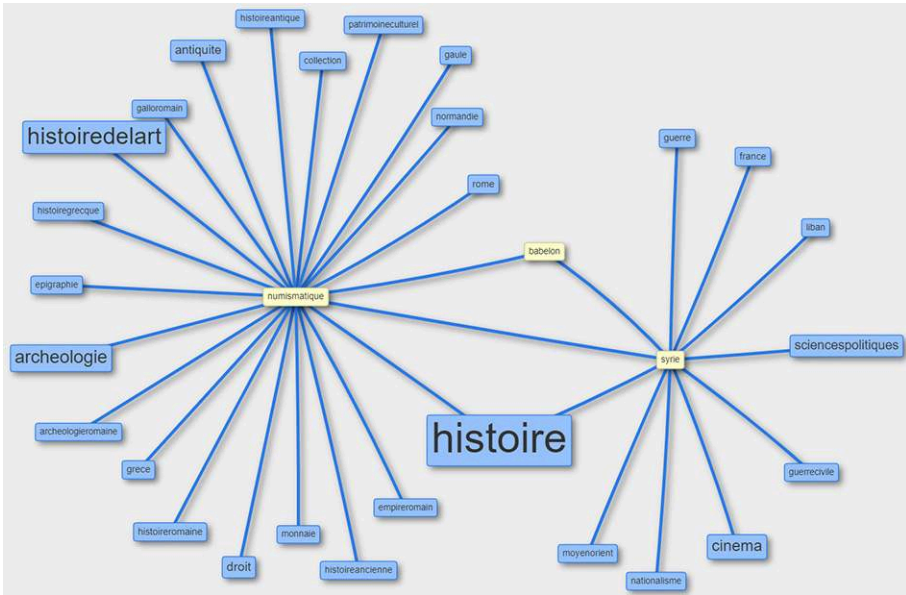 histoireantique
patrimoineculturel
antiquite
collection
gaule
galloromain
normandie
histoiredelart
guerre
france
rome
histoiregrecque
liban
babelon
epigraphie
numismatique
sciencespolitiques
archeologie
syrie
archeologieromaine
histoire
grece
guerrecivile
empireromain
histoireromaine
monnaie
cinema
moyenorient
droit
histoireancienne
nationalisme